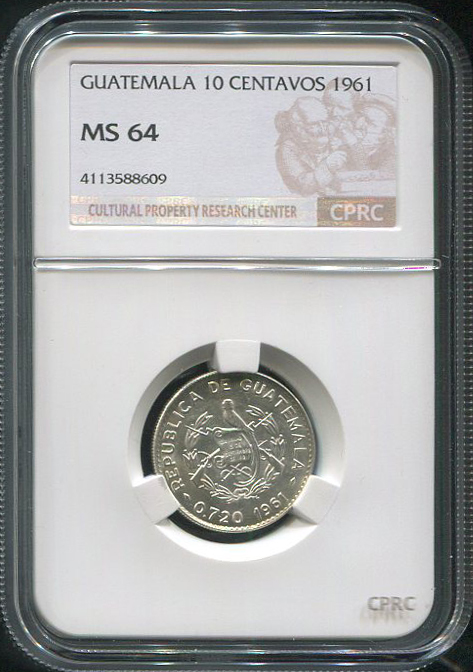 GUATEMALA 10 CENTAVOS 1961
MS 64
4113588609
CULTURAL PROPERTY RESEARCH CENTER CPRC
REPUBLICA DE GUATEMALA
0.720 1961
CPRC